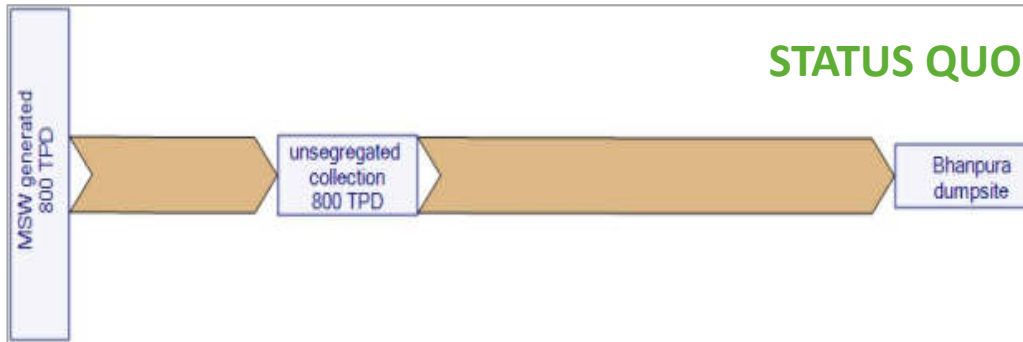 STATUS QUO
MSW generated
800 TPD
unsegregated
collection
800 TPD
Bhanpura
dumpsite